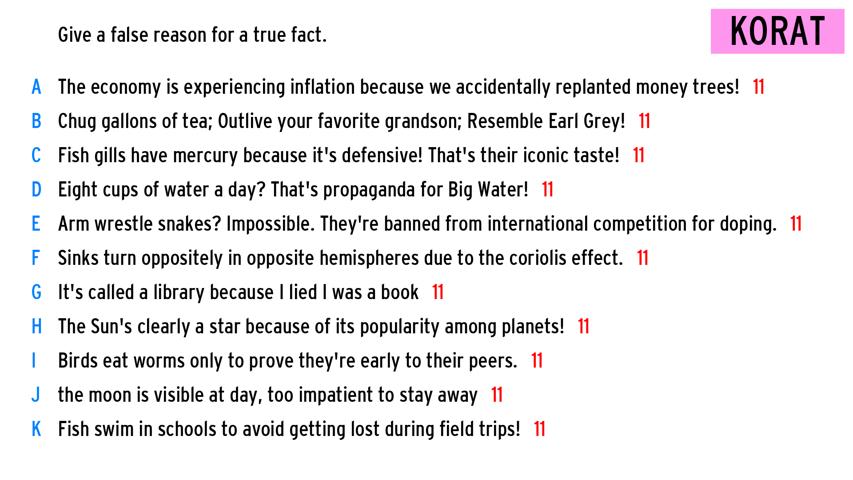 Give a false reason for a true fact.
KORAT
A The economy is experiencing inflation because we accidentally replanted money trees! 11
B Chug gallons of tea; Outlive your favorite grandson; Resemble Earl Grey! 11
C Fish gills have mercury because it's defensive! That's their iconic taste! 11
D Eight cups of water a day? That's propaganda for Big Water! 11
E Arm wrestle snakes? Impossible. They're banned from international competition for doping. 11
F Sinks turn oppositely in opposite hemispheres due to the coriolis effect. 11
G It's called a library because I lied I was a book 11
H The Sun's clearly a star because of its popularity among planets! 11
I Birds eat worms only to prove they're early to their peers. 11
J the moon is visible at day, too impatient to stay away 11
K Fish swim in schools to avoid getting lost during field trips! 11